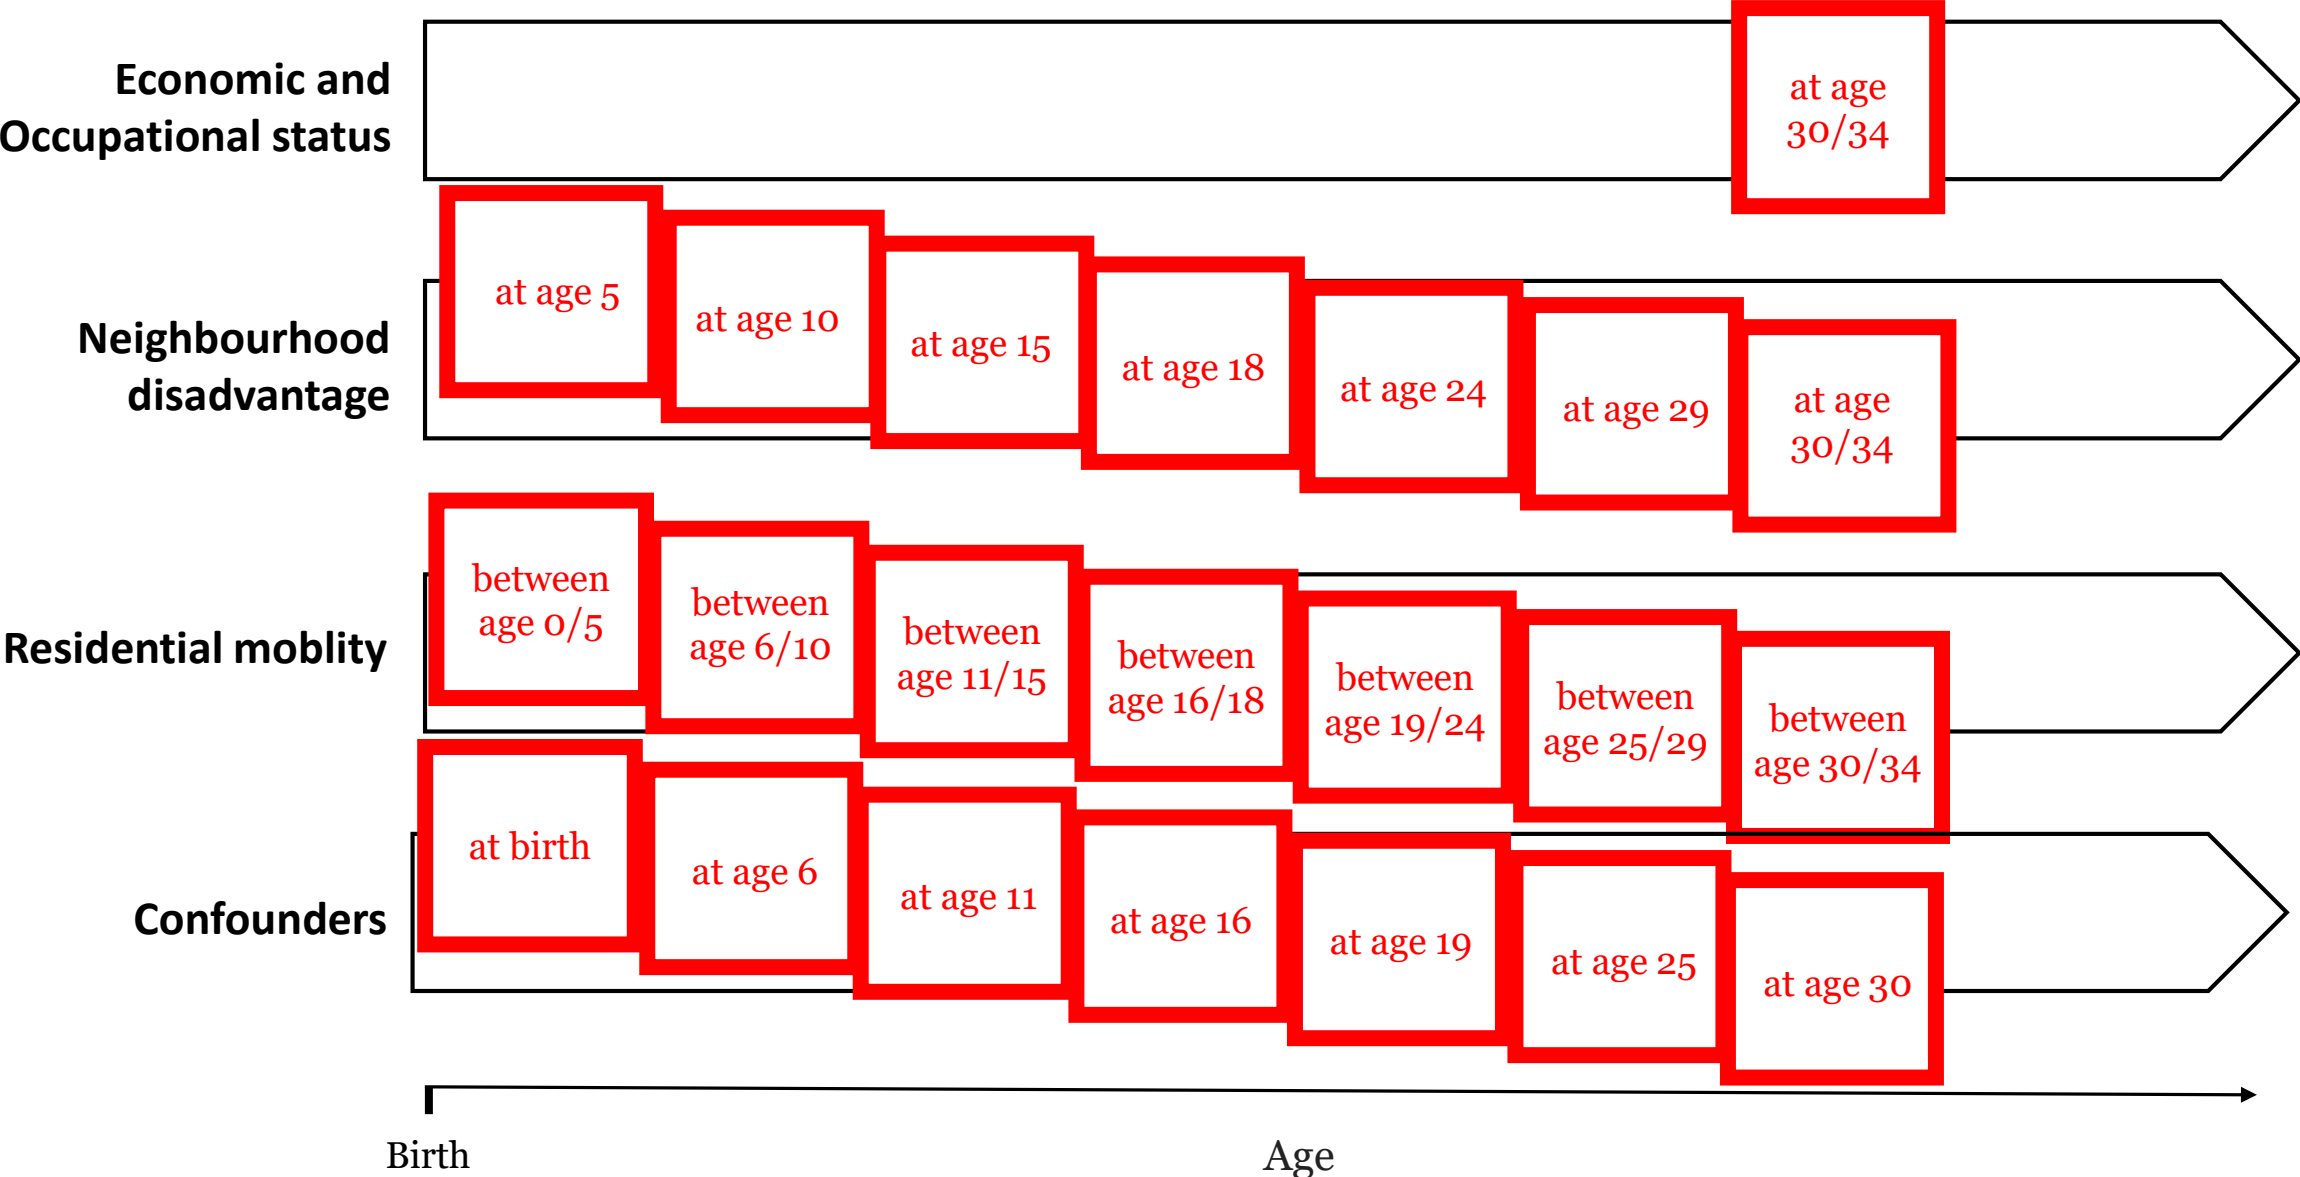 Economic and
Occupational status
at age
30/34
Neighbourhood
disadvantage
at age 5
at age 10
at age 15
at age 18
at age 24
at age 29
at age
30/34
Residential moblity
between
age 0/5
between
age 6/10
between
age 11/15
between
age 16/18
between
age 19/24
between
age 25/29
between
age 30/34
Confounders
at birth
at age 6
at age 11
at age 16
at age 19
at age 25
at age 30
Birth
Age